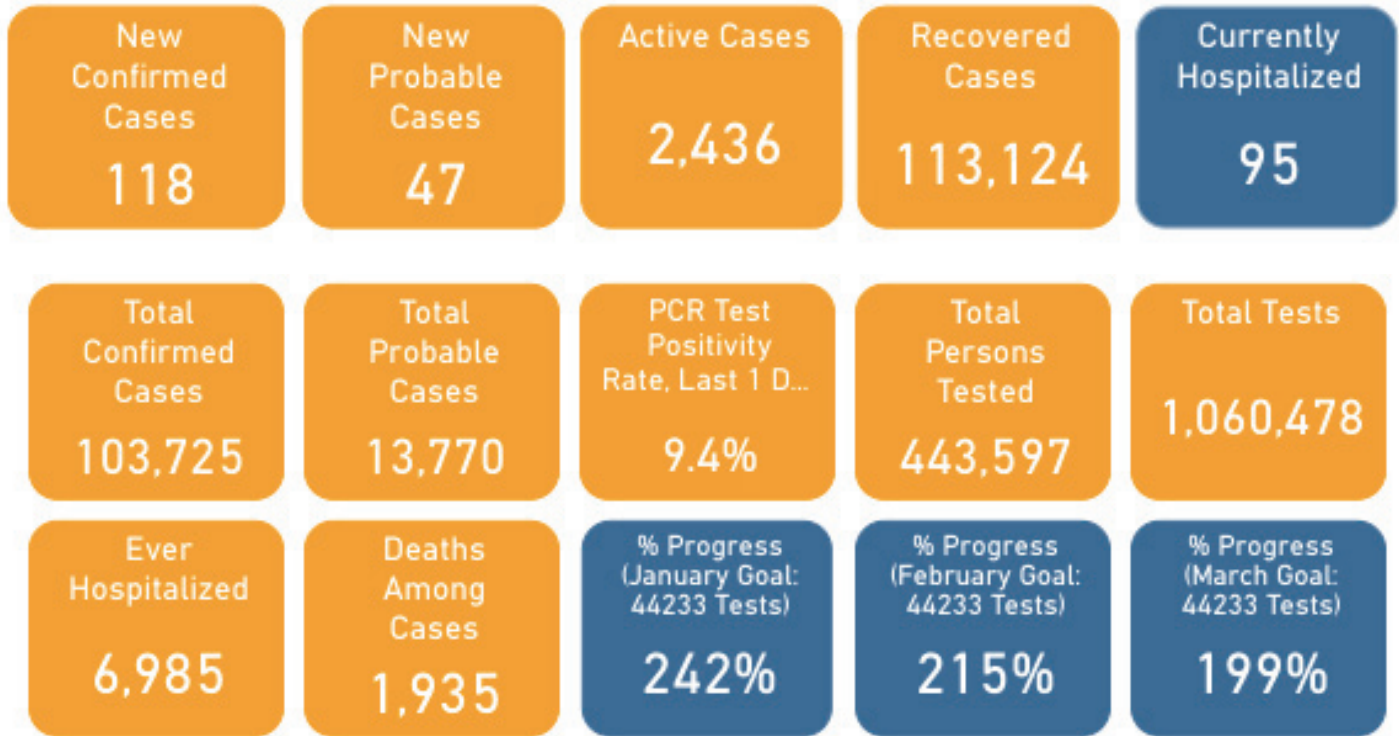 New
Confirmed
Cases
118
New
Probable
Cases
47
Active Cases
2,436
Recovered
Cases
113,124
Currently
Hospitalized
95
Total
Confirmed
Cases
103,725
Total
Probable
Cases
13,770
PCR Test
Positivity
Rate, Last 1 D...
9.4%
Total
Persons
Tested
443,597
Total Tests
1,060,478
Ever
Hospitalized
6,985
Deaths
Among
Cases
1,935
% Progress
(January Goal:
44233 Tests)
242%
% Progress
(February Goal:
44233 Tests)
215%
% Progress
(March Goal:
44233 Tests)
199%